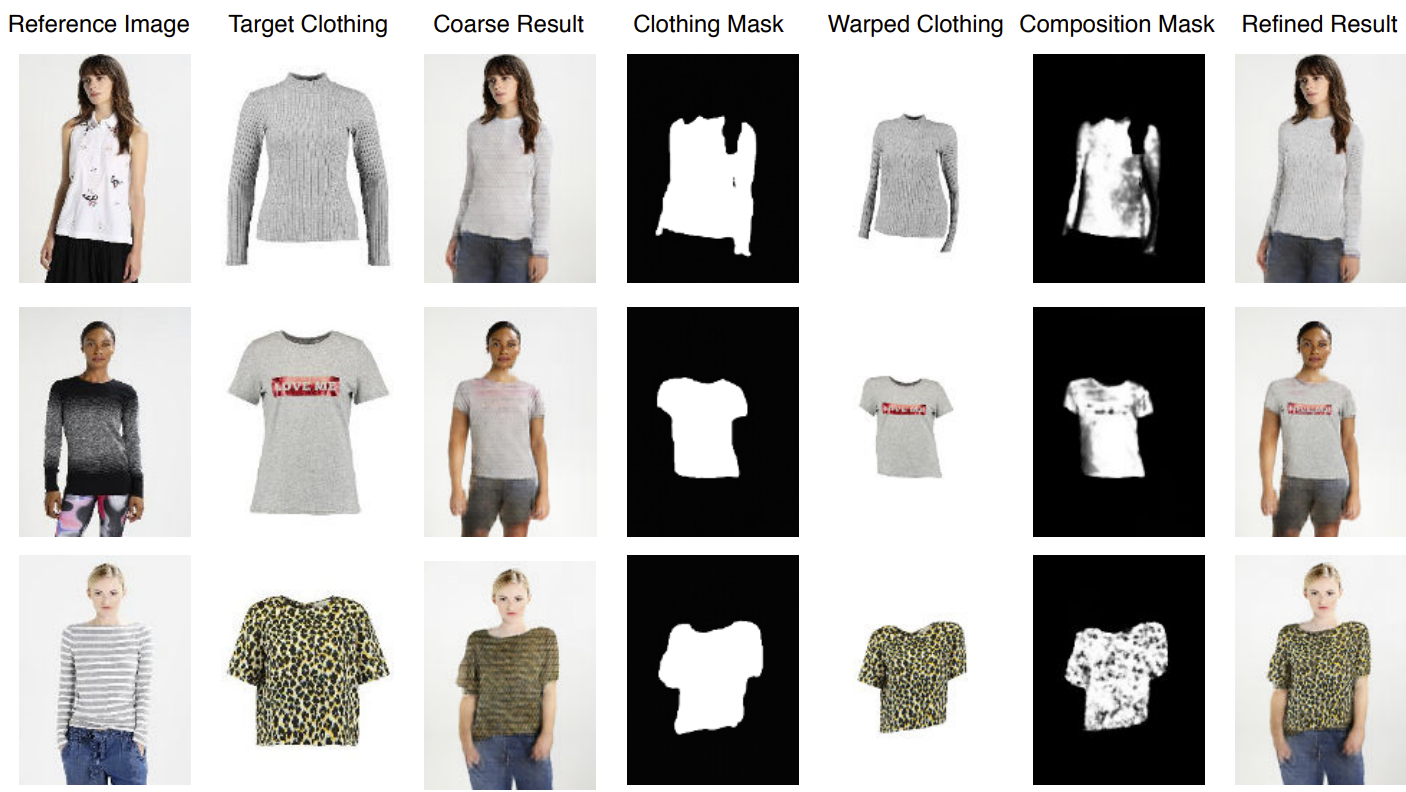 Reference Image
Target Clothing
Coarse Result
Clothing Mask
Warped Clothing
Composition Mask
Refined Result
LOVE ME